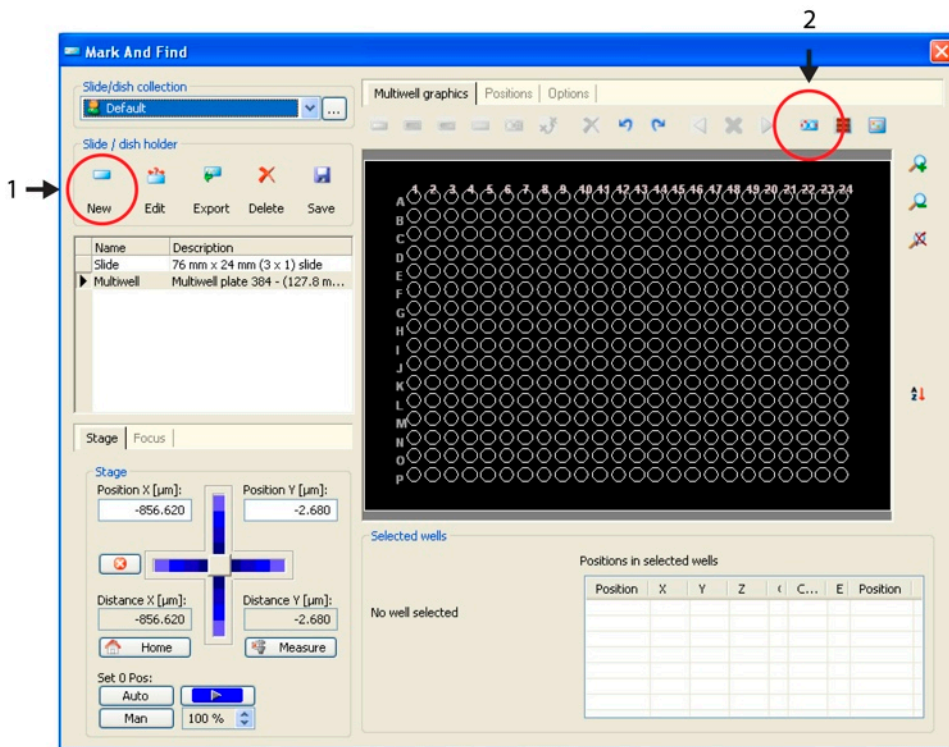 2
1
Mark And Find
Slide/dish collection
Default
...
Slide / dish holder
New Edit Export Delete Save
Name Description
Slide 76 mm x 24 mm (3 x 1) slide
Multiwell Multiwell plate 384 - (127.8 m...
Stage Focus
Stage
Position X [µm]: Position Y [µm]:
-856.620 -2.680
Distance X [µm]: Distance Y [µm]:
-856.620 -2.680
Home Measure
Set 0 Pos:
Auto
Man 100 %
Multiwell graphics Positions Options
1 2 3 4 5 6 7 8 9 10 11 12 13 14 15 16 17 18 19 20 21 22 23 24
A
B
C
D
E
F
G
H
I
J
K
L
M
N
O
P
A
Z
Selected wells
Positions in selected wells
No well selected
Position X Y Z ( C... E Position